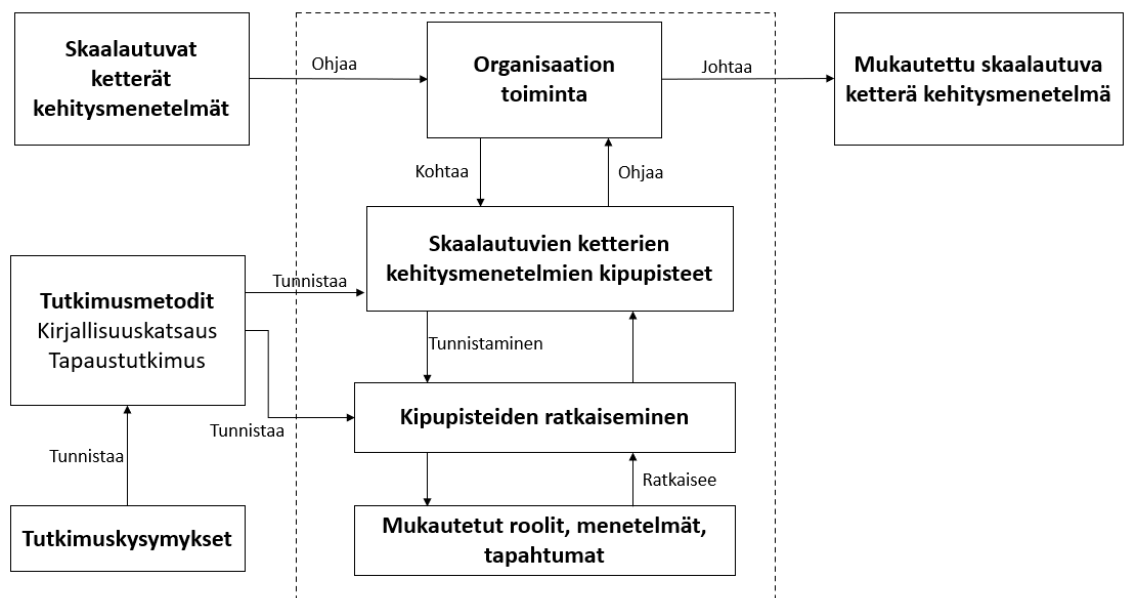 Skaalautuvat
ketterät
kehitysmenetelmät
Ohjaa
Organisaation
toiminta
Johtaa
Mukautettu skaalautuva
ketterä kehitysmenetelmä
Kohtaa
Ohjaa
Skaalautuvien ketterien
kehitysmenetelmien kipupisteet
Tunnistaa
Tutkimusmetodit
Kirjallisuuskatsaus
Tapaustutkimus
Tunnistaminen
Kipupisteiden ratkaiseminen
Tunnistaa
Tunnistaa
Ratkaisee
Tutkimuskysymykset
Mukautetut roolit, menetelmät,
tapahtumat